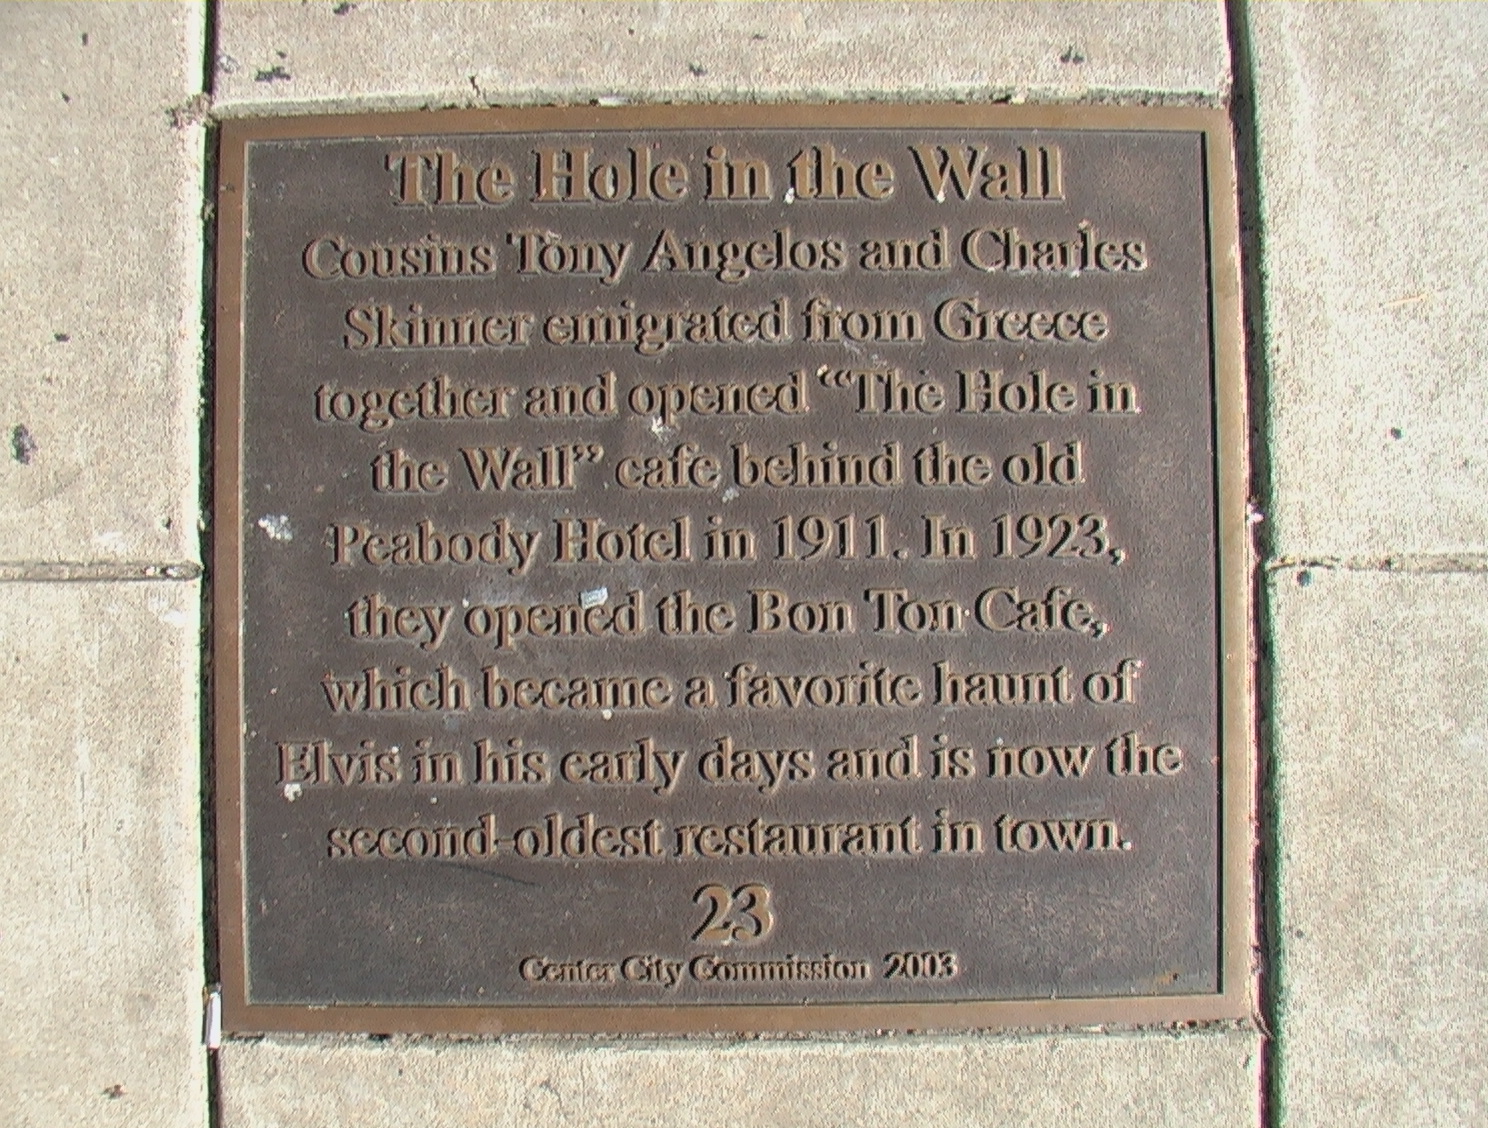 The Hole in the Wall
Cousins Tony Angelos and Charles
Skinner emigrated from Greece
together and opened “The Hole in
the Wall” cafe behind the old
Peabody Hotel in 1911. In 1923,
they opened the Bon Ton Cafe,
which became a favorite haunt of
Elvis in his early days and is now the
second-oldest restaurant in town.
23
Center City Commission 2003